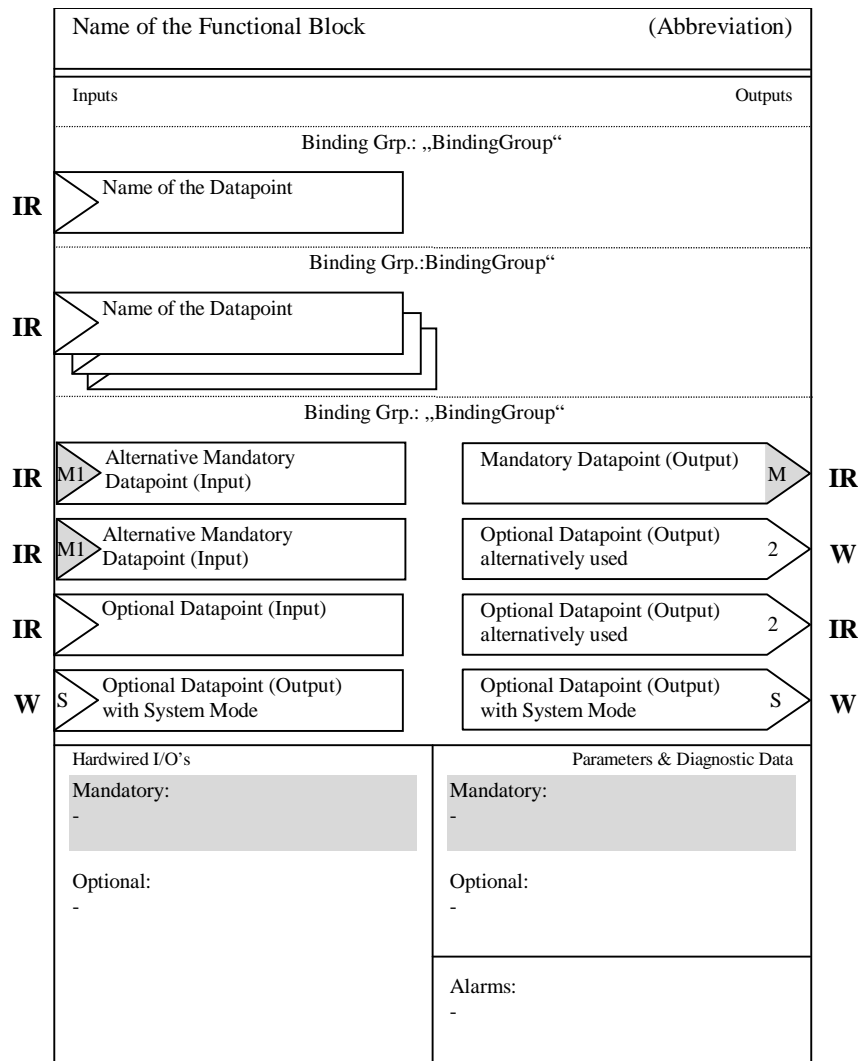 Name of the Functional Block (Abbreviation)
Inputs Outputs
Binding Grp.: „BindingGroup“
IR Name of the Datapoint
Binding Grp.:BindingGroup“
IR Name of the Datapoint
Binding Grp.: „BindingGroup“
IR M1 Alternative Mandatory
Datapoint (Input)
Mandatory Datapoint (Output) M IR
IR M1 Alternative Mandatory
Datapoint (Input)
Optional Datapoint (Output)
alternatively used 2 W
IR Optional Datapoint (Input)
Optional Datapoint (Output)
alternatively used 2 IR
W S Optional Datapoint (Output)
with System Mode
Optional Datapoint (Output)
with System Mode S W
Hardwired I/O’s
Mandatory:
-
Optional:
-
Parameters & Diagnostic Data
Mandatory:
-
Optional:
-
Alarms:
-